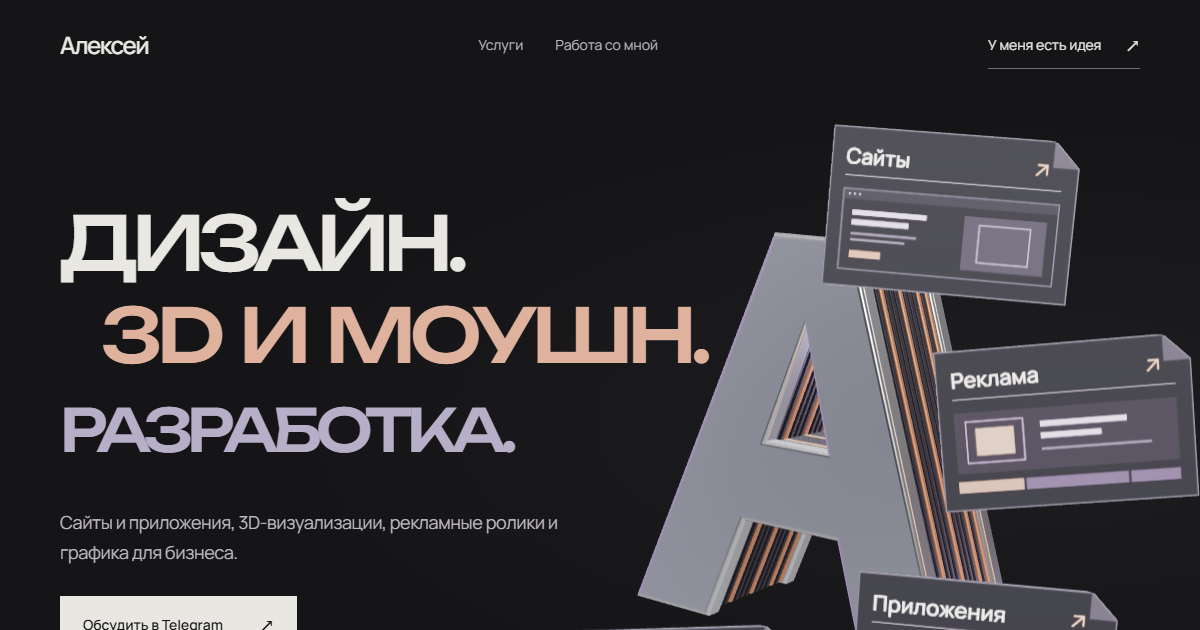 Алексей
Услуги
Работа со мной
У меня есть идея ↗
ДИЗАЙН.
3D И МОУШН.
РАЗРАБОТКА.
Сайты и приложения, 3D-визуализации, рекламные ролики и
графика для бизнеса.
Обсудить в Telegram ↗
Сайты
Реклама
Приложения